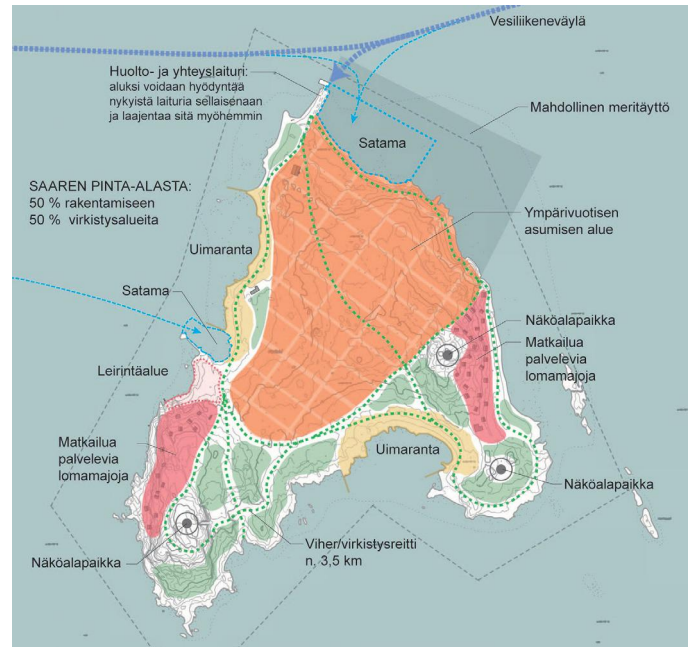 Vesiliikeneväylä
Huolto- ja yhteyslaituri:
aluksi voidaan hyödyntää
nykyistä laituria sellaisenaan
ja laajentaa sitä myöhemmin
Mahdollinen meritäyttö
Satama
SAAREN PINTA-ALASTA:
50 % rakentamiseen
50 % virkistysalueita
Ympärivuotisen
asumisen alue
Uimaranta
Satama
Näköalapaikka
Matkailua
palvelevia
lomamajoja
Leirintäalue
Matkailua
palvelevia
lomamajoja
Uimaranta
Näköalapaikka
Näköalapaikka
Viher/virkistysreitti
n, 3,5 km